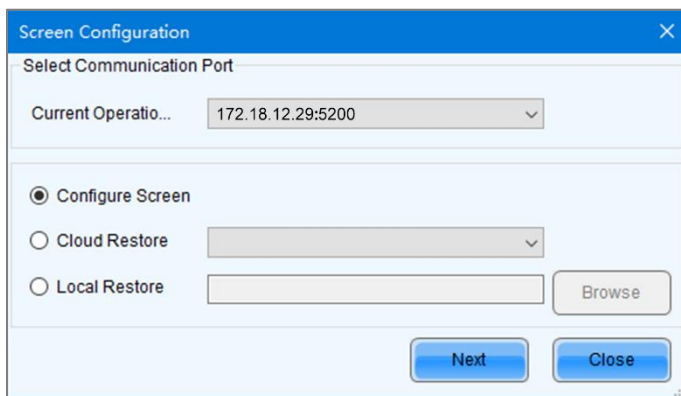 Screen Configuration
Select Communication Port
Current Operatio... 172.18.12.29:5200
Configure Screen
Cloud Restore
Local Restore Browse
Next Close